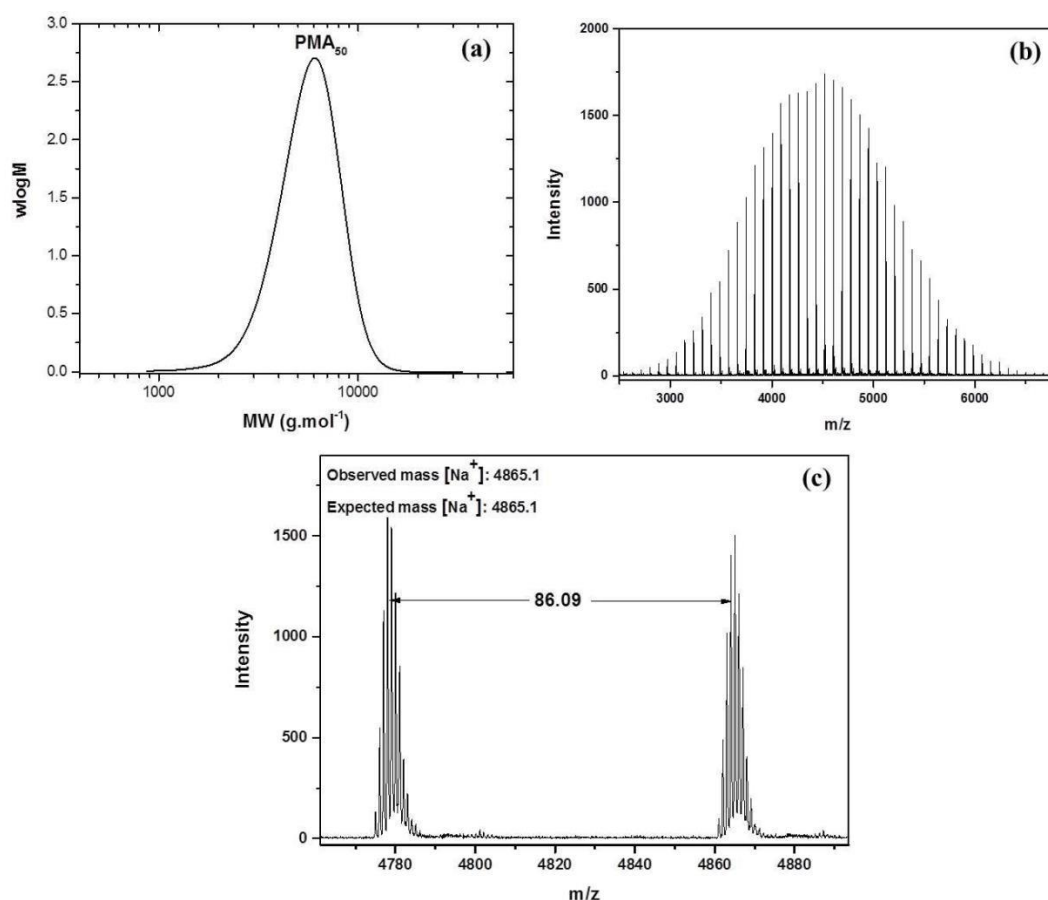 (a)
PMA₅₀
wlogM
3.0
2.5
2.0
1.5
1.0
0.5
0.0
1000
10000
MW (g.mol⁻¹)
(b)
Intensity
2000
1500
1000
500
0
3000
4000
5000
6000
m/z
(c)
Observed mass [Na⁺]: 4865.1
Expected mass [Na⁺]: 4865.1
86.09
Intensity
1500
1000
500
0
4780
4800
4820
4840
4860
4880
m/z